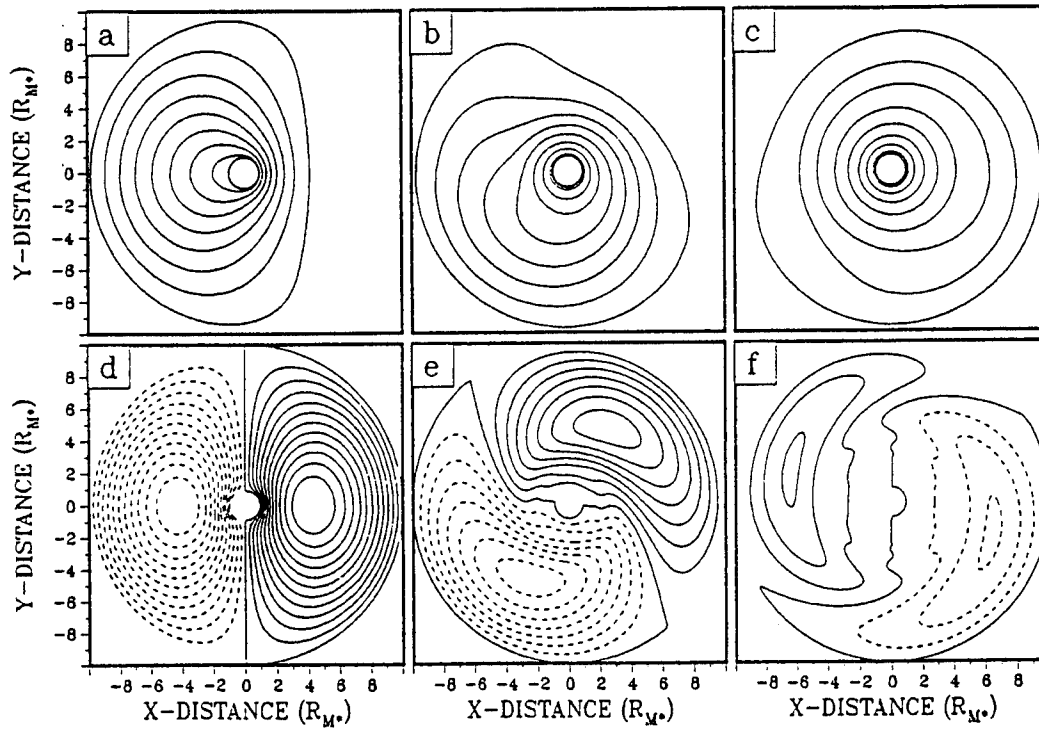 a
b
c
Y-DISTANCE (R_M*)
8
6
4
2
0
-2
-4
-6
-8
d
e
f
Y-DISTANCE (R_M*)
8
6
4
2
0
-2
-4
-6
-8
-8 -6 -4 -2 0 2 4 6 8
-8 -6 -4 -2 0 2 4 6 8
-8 -6 -4 -2 0 2 4 6 8
X-DISTANCE (R_M*)
X-DISTANCE (R_M*)
X-DISTANCE (R_M*)